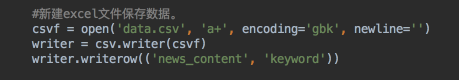 #新建excel文件保存数据。
csvf = open('data.csv', 'a+', encoding='gbk', newline='')
writer = csv.writer(csvf)
writer.writerow(('news_content', 'keyword'))